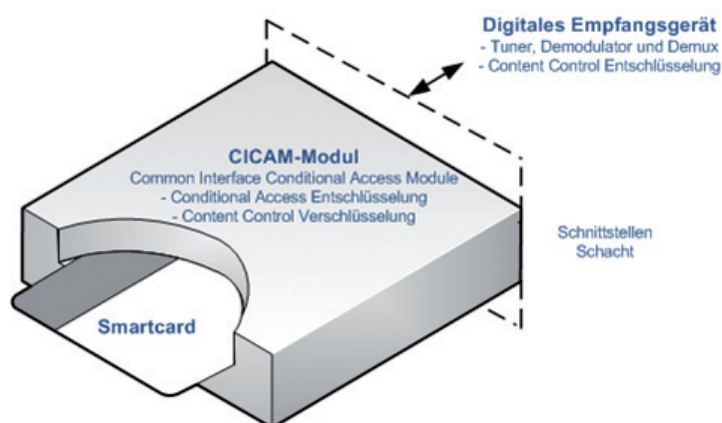 Digitales Empfangsgerät
- Tuner, Demodulator und Demux
- Content Control Entschlüsselung
CICAM-Modul
Common Interface Conditional Access Module
- Conditional Access Entschlüsselung
- Content Control Verschlüsselung
Schnittstellen
Schacht
Smartcard